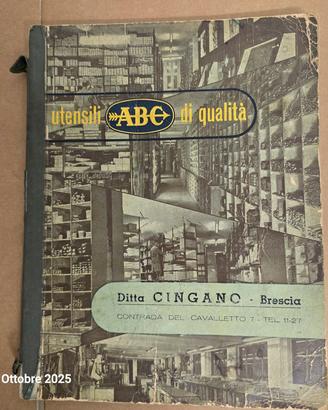 utensili ABC di qualità
Ditta CINGANO - Brescia
CONTRADA DEL CAVALLETTO 7 - TEL. 11-27
Ottobre 2025